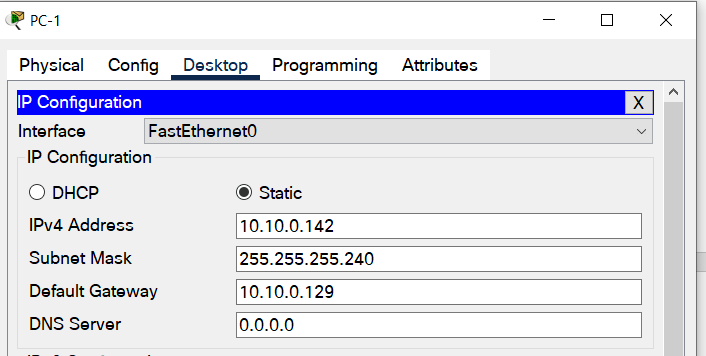 PC-1
Physical Config Desktop Programming Attributes
IP Configuration X
Interface FastEthernet0
IP Configuration
DHCP Static
IPv4 Address 10.10.0.142
Subnet Mask 255.255.255.240
Default Gateway 10.10.0.129
DNS Server 0.0.0.0